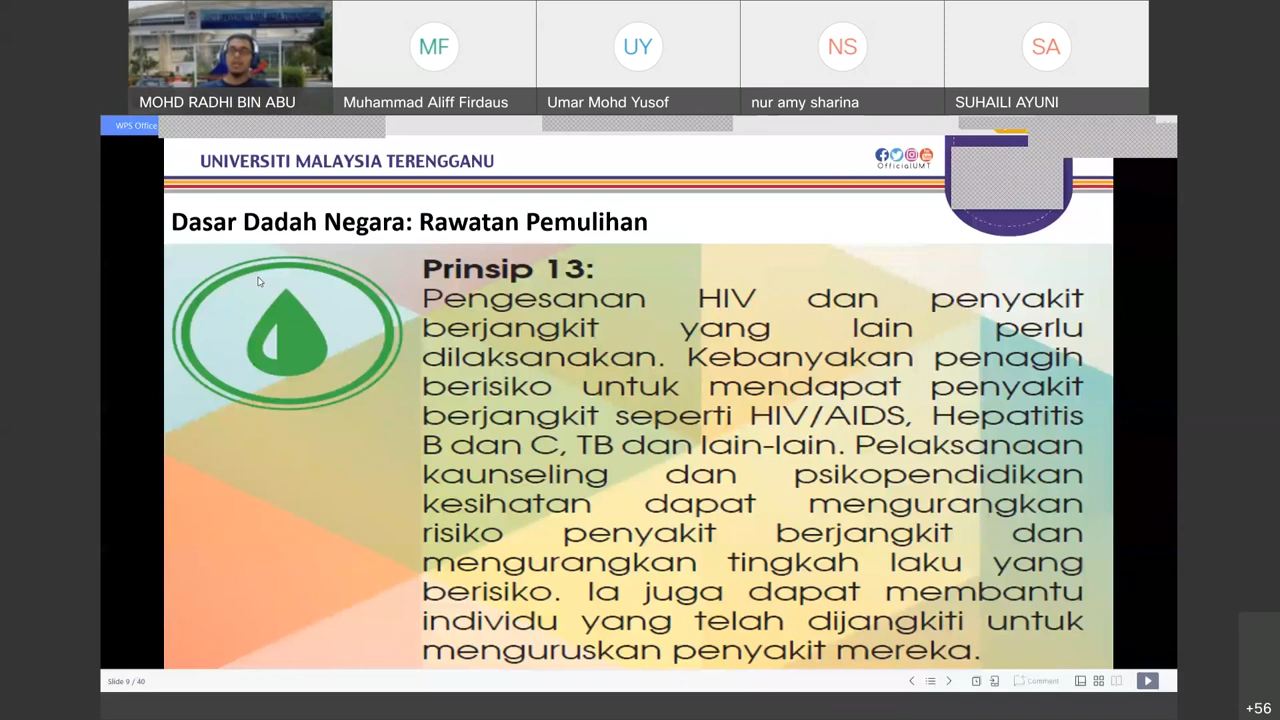 MF
UY
NS
SA
MOHD RADHI BIN ABU
Muhammad Aliff Firdaus
Umar Mohd Yusof
nur amy sharina
SUHAILI AYUNI
WPS Office
UNIVERSITI MALAYSIA TERENGGANU
OfficialUMT
Dasar Dadah Negara: Rawatan Pemulihan
Prinsip 13:
Pengesanan HIV dan penyakit
berjangkit yang lain perlu
dilaksanakan. Kebanyakan penagih
berisiko untuk mendapat penyakit
berjangkit seperti HIV/AIDS, Hepatitis
B dan C, TB dan lain-lain. Pelaksanaan
kaunseling dan psikopendidikan
kesihatan dapat mengurangkan
risiko penyakit berjangkit dan
mengurangkan tingkah laku yang
berisiko. Ia juga dapat membantu
individu yang telah dijangkiti untuk
menguruskan penyakit mereka.
Slide 9 / 40
Comment
+56